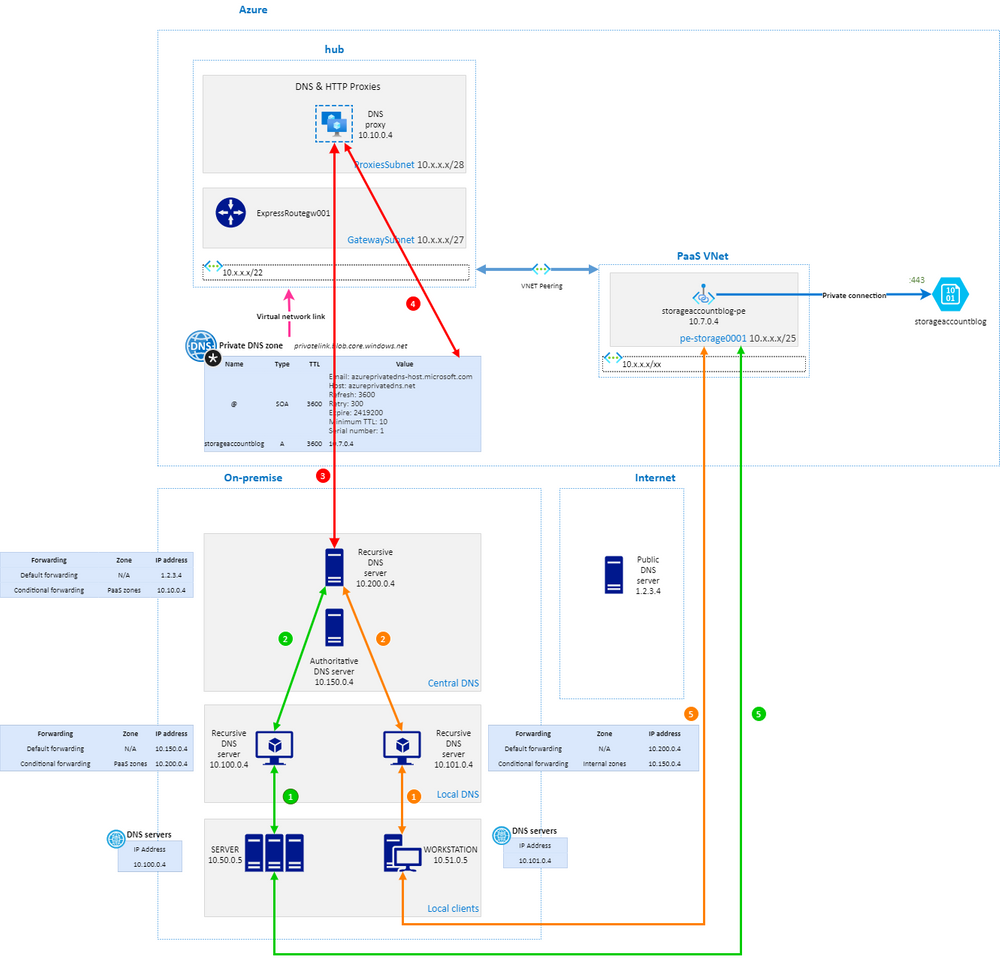 Azure
hub
DNS & HTTP Proxies
DNS
proxy
10.10.0.4
ProxiesSubnet 10.x.x.x/28
ExpressRoutegw001
GatewaySubnet 10.x.x.x/27
10.x.x.x/22
VNET Peering
PaaS VNet
storageaccountblog-pe
10.7.0.4
pe-storage0001 10.x.x.x/25
10.x.x.x/xx
Private connection
:443
10
01
storageaccountblog
4
Virtual network link
DNS
*
Private DNS zone privatelink.blob.core.windows.net
Name Type TTL Value
Email: azureprivatedns-host.microsoft.com
Host: azureprivatedns.net
Refresh: 3600
@ SOA 3600 Retry: 300
Expire: 2419200
Minimum TTL: 10
Serial number: 1
storageaccountblog A 3600 10.7.0.4
On-premise
3
Internet
Forwarding Zone IP address
Default forwarding N/A 1.2.3.4
Conditional forwarding PaaS zones 10.10.0.4
Recursive
DNS
server
10.200.0.4
Public
DNS
server
1.2.3.4
2
2
Authoritative
DNS server
10.150.0.4
Central DNS
5
5
Forwarding Zone IP address
Default forwarding N/A 10.150.0.4
Conditional forwarding PaaS zones 10.200.0.4
Recursive
DNS
server
10.100.0.4
Recursive
DNS
server
10.101.0.4
Forwarding Zone IP address
Default forwarding N/A 10.200.0.4
Conditional forwarding Internal zones 10.150.0.4
1
1
Local DNS
DNS servers
IP Address
10.100.0.4
SERVER
10.50.0.5
WORKSTATION
10.51.0.5
DNS servers
IP Address
10.101.0.4
Local clients